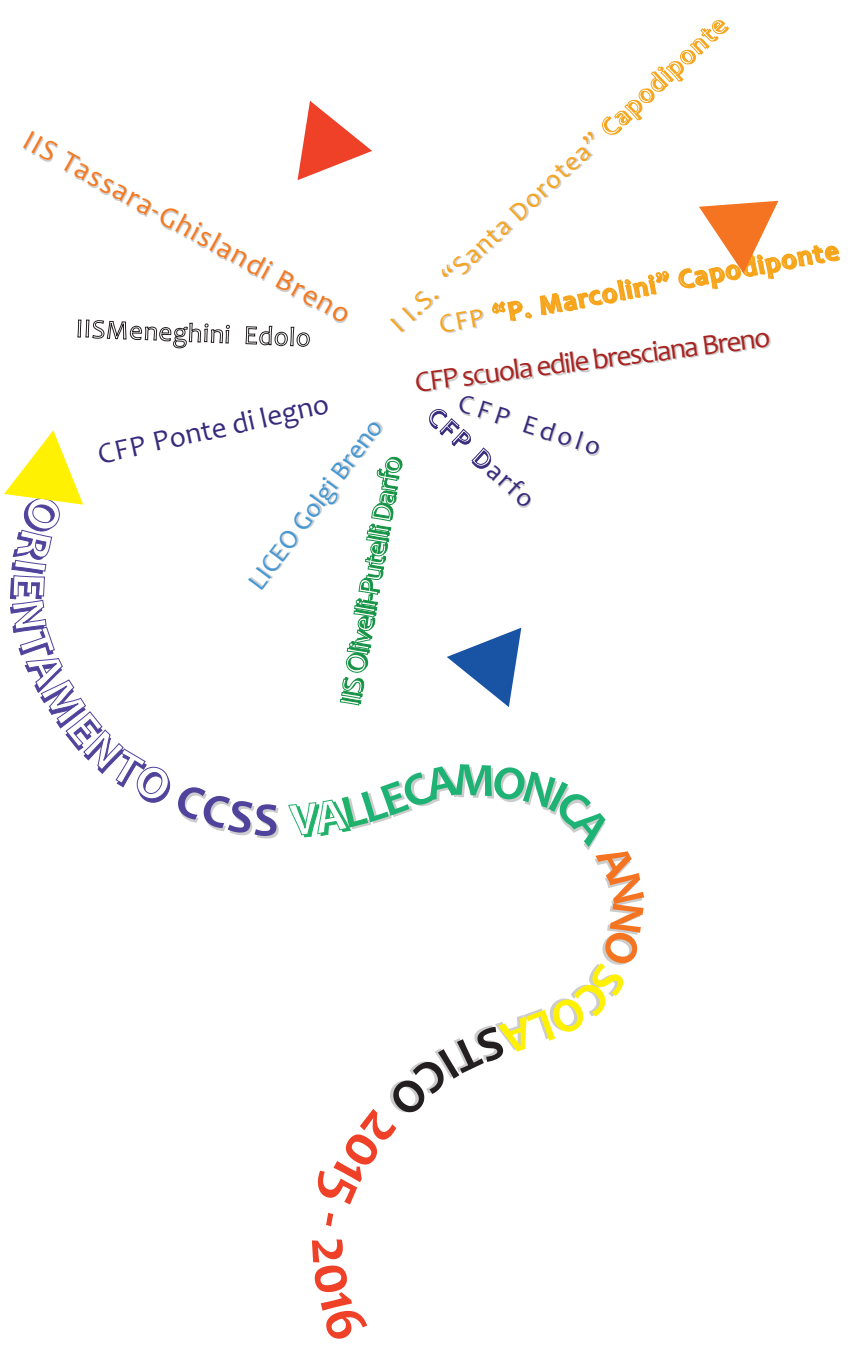 IIS Tassara-Ghislandi Breno
I I.S. “Santa Dorotea” Capodiponte
CFP “P. Marcolini” Capodiponte
IISMeneghini Edolo
CFP scuola edile bresciana Breno
CFP Ponte di legno
CFP Edolo
CFP Darfo
LICEO Golgi Breno
IIS Olivelli-Putelli Darfo
ORIENTAMENTO CCSS VALLECAMONICA ANNO SCOLASTICO 2015 - 2016